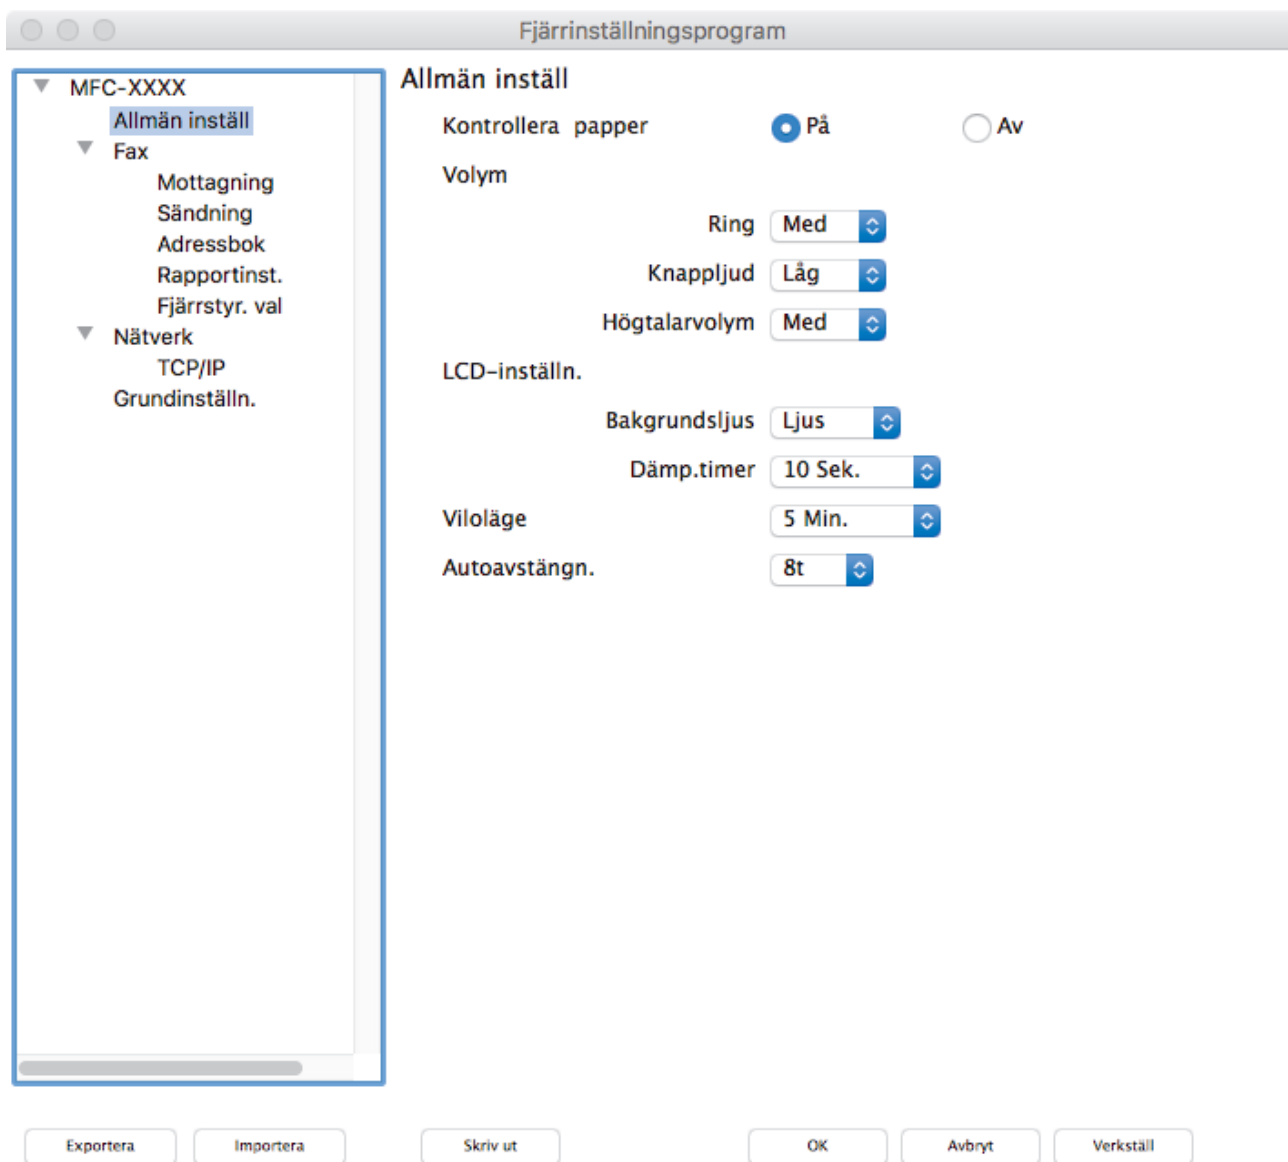 Fjärrinställningsprogram
MFC-XXXX
Allmän inställ
Fax
Mottagning
Sändning
Adressbok
Rapportinst.
Fjärrstyr. val
Nätverk
TCP/IP
Grundinställn.
Allmän inställ
Kontrollera papper På Av
Volym
Ring Med
Knappljud Låg
Högtalarvolym Med
LCD-inställn.
Bakgrundsljus Ljus
Dämp.timer 10 Sek.
Viloläge 5 Min.
Autoavstängn. 8t
Exportera Importera Skriv ut OK Avbryt Verkställ